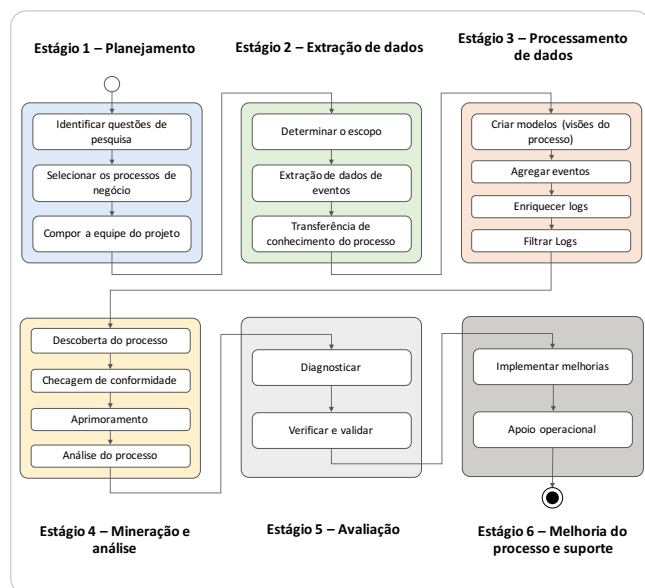 Estágio 1 – Planejamento
Identificar questões de
pesquisa
Selecionar os processos de
negócio
Compor a equipe do projeto
Estágio 2 – Extração de dados
Determinar o escopo
Extração de dados de
eventos
Transferência de
conhecimento do processo
Estágio 3 – Processamento
de dados
Criar modelos (visões do
processo)
Agregar eventos
Enriquecer logs
Filtrar Logs
Descoberta do processo
Checagem de conformidade
Aprimoramento
Análise do processo
Estágio 4 – Mineração e
análise
Diagnosticar
Verificar e validar
Estágio 5 – Avaliação
Implementar melhorias
Apoio operacional
Estágio 6 – Melhoria do
processo e suporte